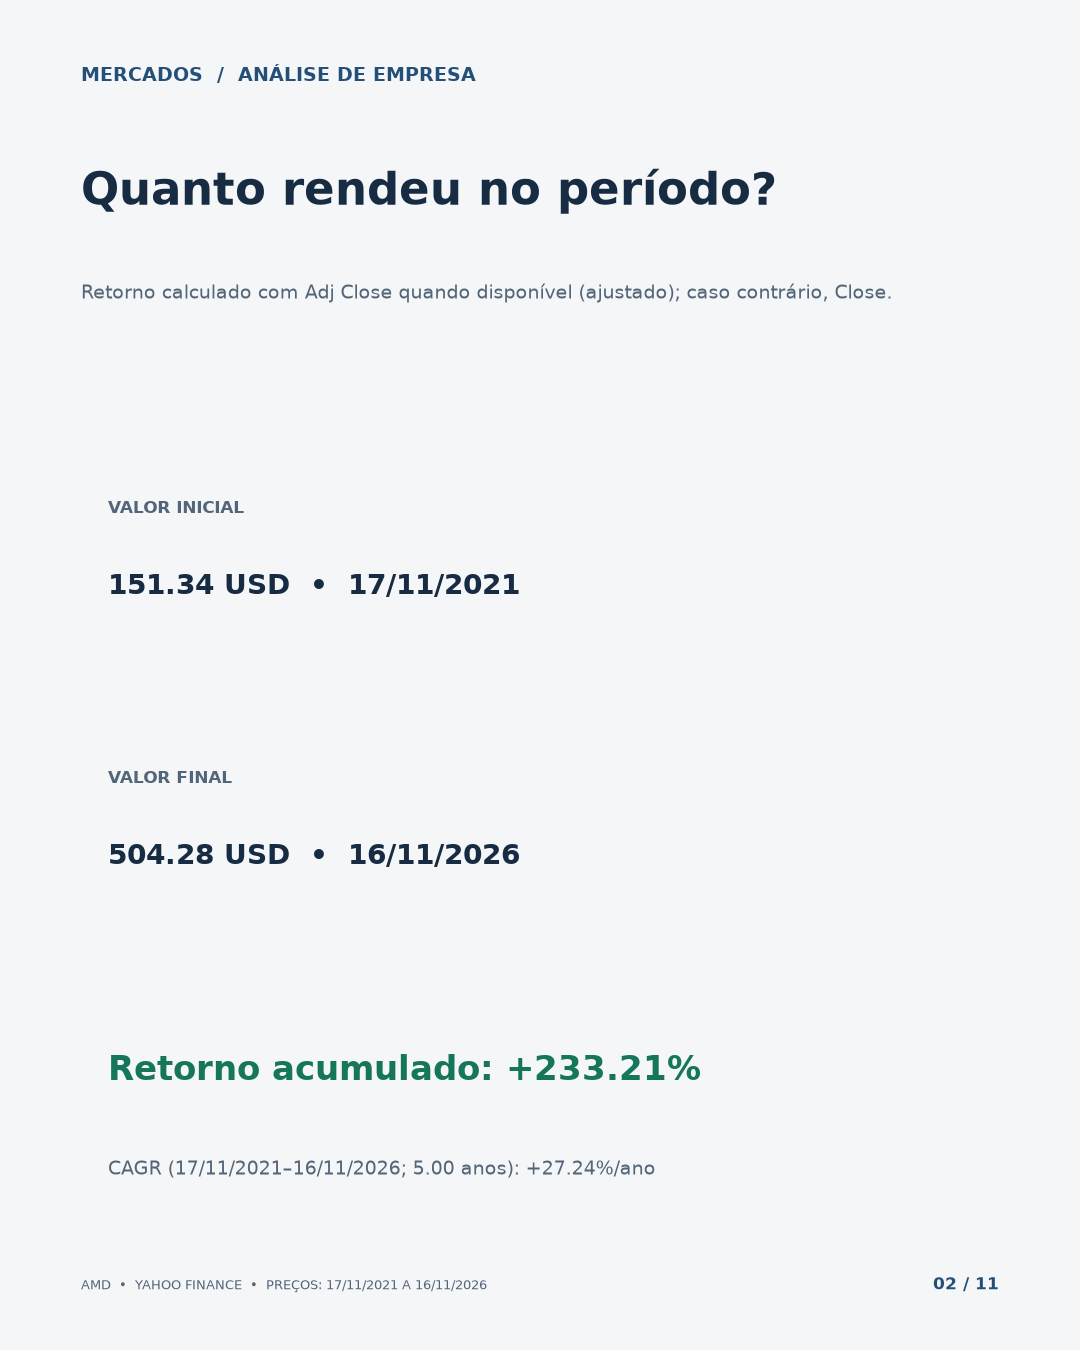 MERCADOS / ANÁLISE DE EMPRESA
Quanto rendeu no período?
Retorno calculado com Adj Close quando disponível (ajustado); caso contrário, Close.
VALOR INICIAL
151.34 USD • 17/11/2021
VALOR FINAL
504.28 USD • 16/11/2026
Retorno acumulado: +233.21%
CAGR (17/11/2021–16/11/2026; 5.00 anos): +27.24%/ano
AMD • YAHOO FINANCE • PREÇOS: 17/11/2021 A 16/11/2026
02 / 11